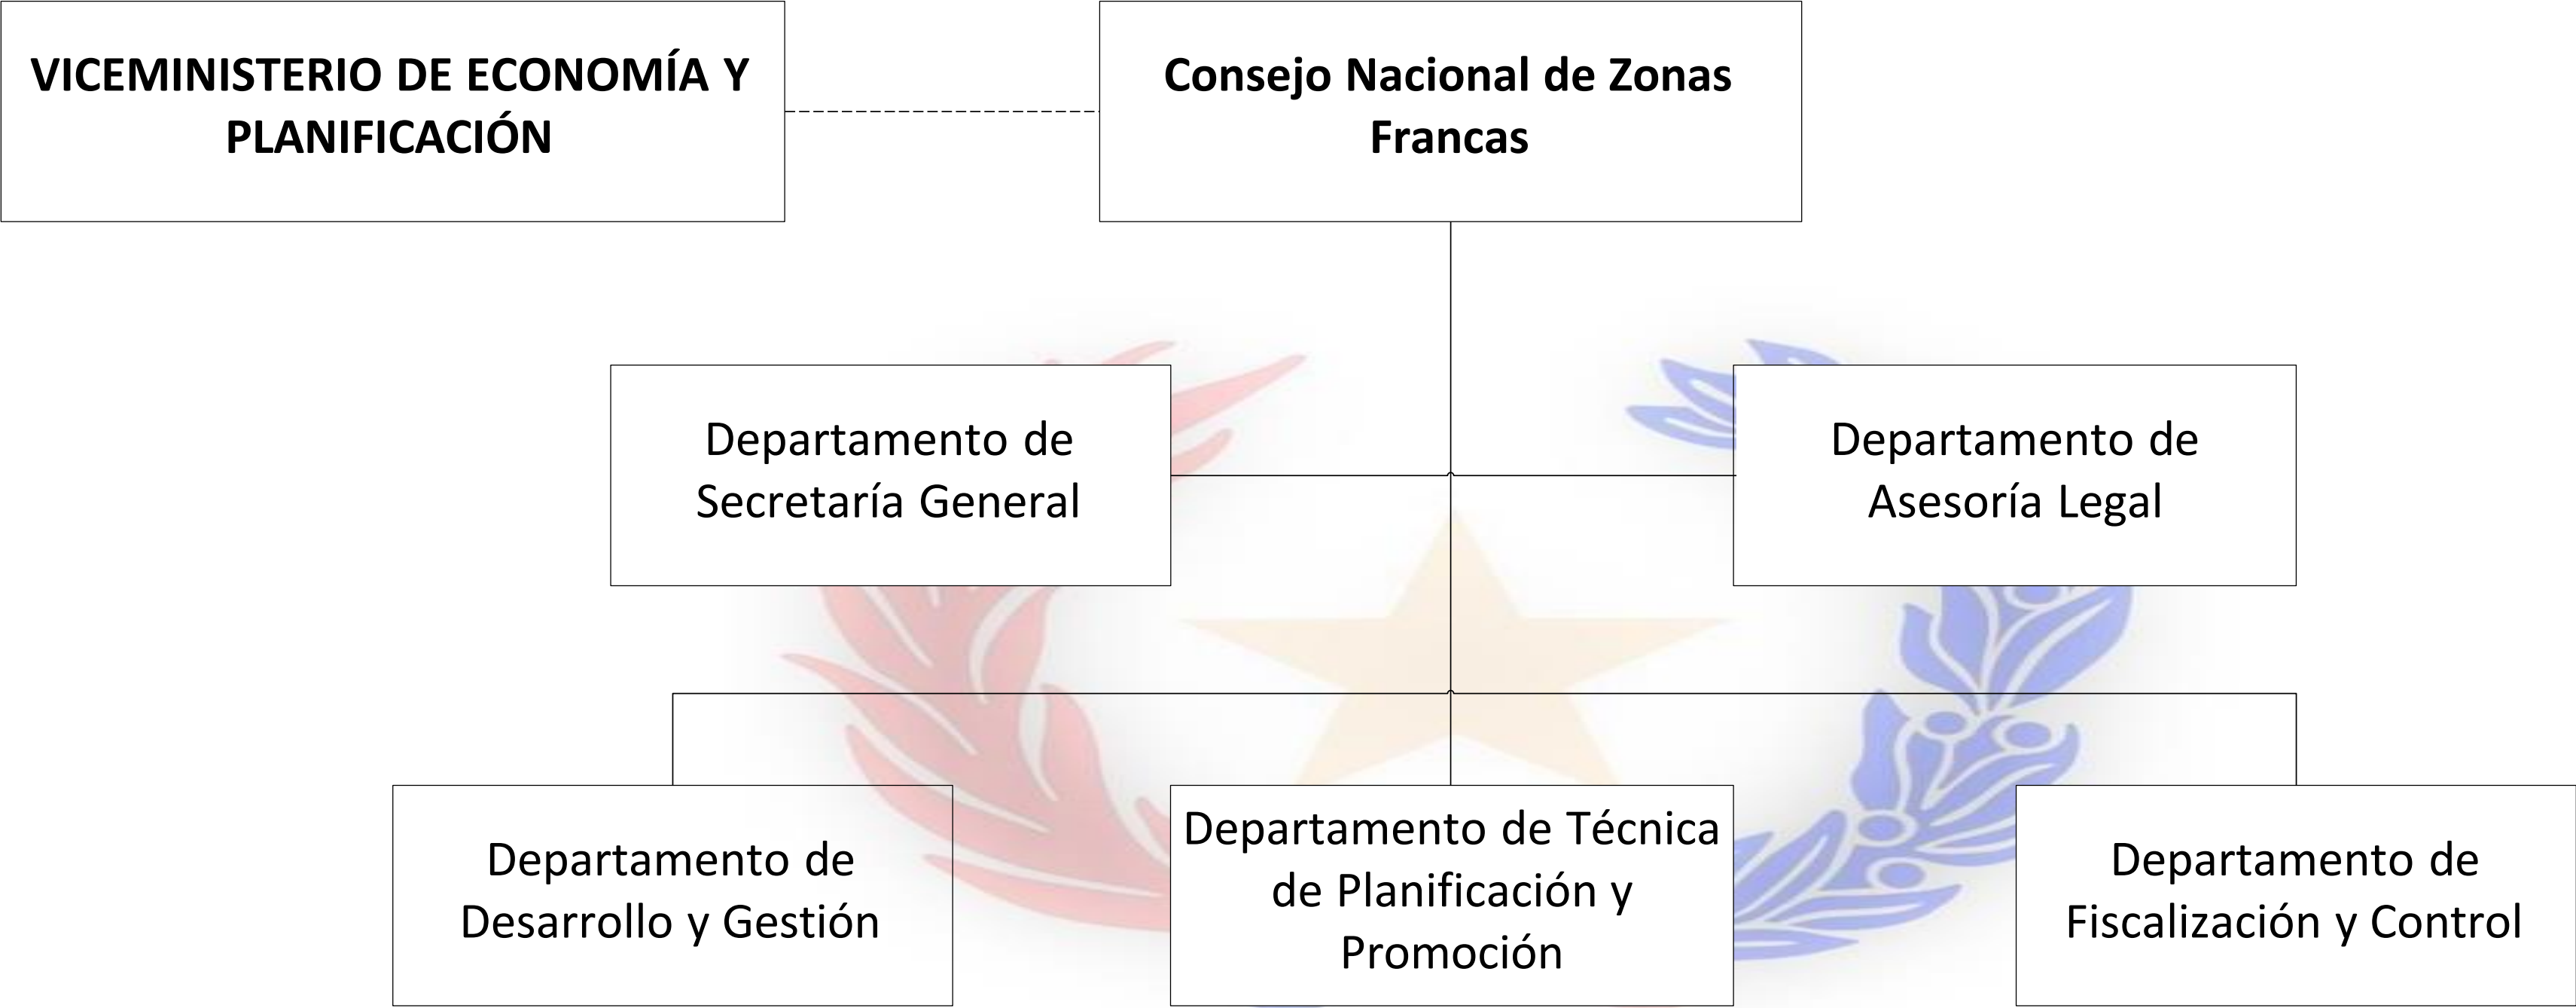 VICEMINISTERIO DE ECONOMÍA Y
PLANIFICACIÓN
Consejo Nacional de Zonas
Francas
Departamento de
Secretaría General
Departamento de
Asesoría Legal
Departamento de
Desarrollo y Gestión
Departamento de Técnica
de Planificación y
Promoción
Departamento de
Fiscalización y Control